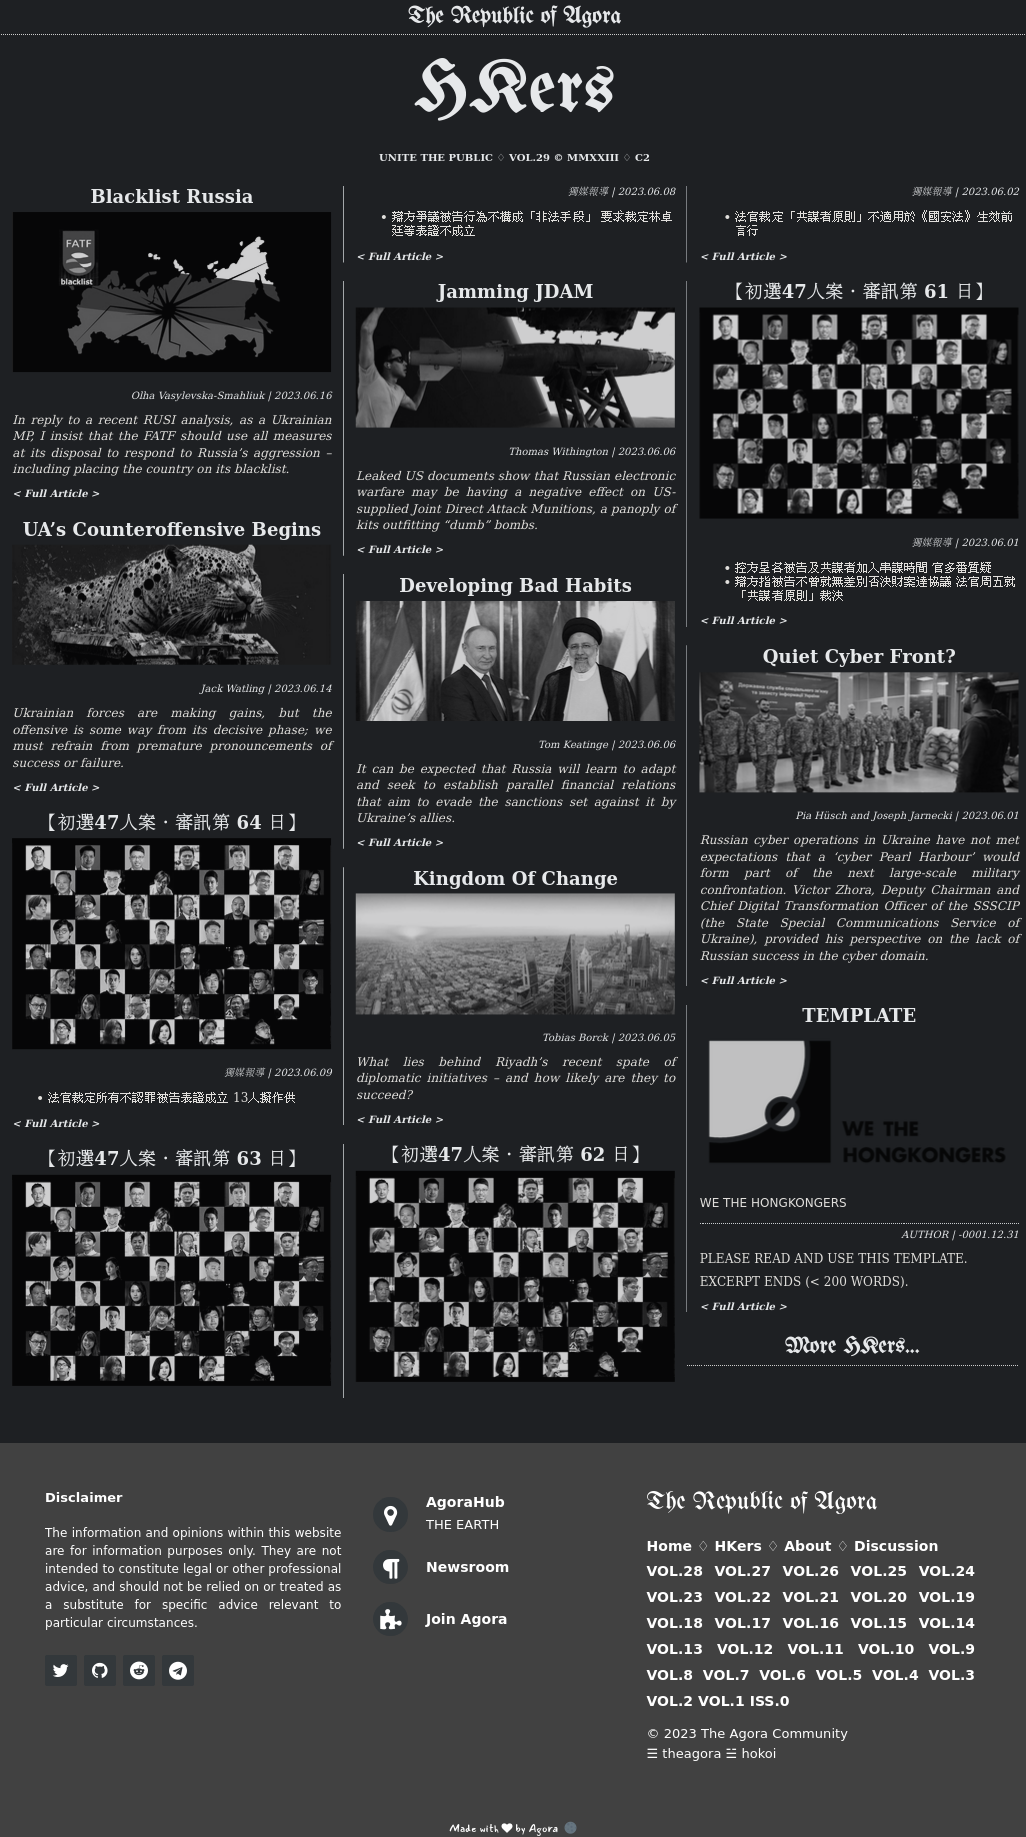 The Republic of Agora
HKers
UNITE THE PUBLIC ♢ VOL.29 © MMXXIII ♢ C2
Blacklist Russia
FATF
blacklist
Olha Vasylevska-Smahliuk | 2023.06.16
In reply to a recent RUSI analysis, as a Ukrainian
MP, I insist that the FATF should use all measures
at its disposal to respond to Russia’s aggression –
including placing the country on its blacklist.
< Full Article >
UA’s Counteroffensive Begins
Jack Watling | 2023.06.14
Ukrainian forces are making gains, but the
offensive is some way from its decisive phase; we
must refrain from premature pronouncements of
success or failure.
< Full Article >
【初選47人案・審訊第 64 日】
獨媒報導 | 2023.06.09
• 法官裁定所有不認罪被告表證成立 13人擬作供
< Full Article >
【初選47人案・審訊第 63 日】
獨媒報導 | 2023.06.08
• 辯方爭議被告行為不構成「非法手段」 要求裁定林卓
廷等表證不成立
< Full Article >
Jamming JDAM
Thomas Withington | 2023.06.06
Leaked US documents show that Russian electronic
warfare may be having a negative effect on US-
supplied Joint Direct Attack Munitions, a panoply of
kits outfitting “dumb” bombs.
< Full Article >
Developing Bad Habits
Tom Keatinge | 2023.06.06
It can be expected that Russia will learn to adapt
and seek to establish parallel financial relations
that aim to evade the sanctions set against it by
Ukraine’s allies.
< Full Article >
Kingdom Of Change
Tobias Borck | 2023.06.05
What lies behind Riyadh’s recent spate of
diplomatic initiatives – and how likely are they to
succeed?
< Full Article >
【初選47人案・審訊第 62 日】
獨媒報導 | 2023.06.02
• 法官裁定「共謀者原則」不適用於《國安法》生效前
言行
< Full Article >
【初選47人案・審訊第 61 日】
獨媒報導 | 2023.06.01
• 控方呈各被告及共謀者加入串謀時間 官多番質疑
• 辯方指被告不曾就無差別否決財案達協議 法官周五就
「共謀者原則」裁決
< Full Article >
Quiet Cyber Front?
Pia Hüsch and Joseph Jarnecki | 2023.06.01
Russian cyber operations in Ukraine have not met
expectations that a ‘cyber Pearl Harbour’ would
form part of the next large-scale military
confrontation. Victor Zhora, Deputy Chairman and
Chief Digital Transformation Officer of the SSSCIP
(the State Special Communications Service of
Ukraine), provided his perspective on the lack of
Russian success in the cyber domain.
< Full Article >
TEMPLATE
WE THE
HONGKONGERS
WE THE HONGKONGERS
AUTHOR | -0001.12.31
PLEASE READ AND USE THIS TEMPLATE.
EXCERPT ENDS (< 200 WORDS).
< Full Article >
More HKers...
Disclaimer
The information and opinions within this website
are for information purposes only. They are not
intended to constitute legal or other professional
advice, and should not be relied on or treated as
a substitute for specific advice relevant to
particular circumstances.
AgoraHub
THE EARTH
Newsroom
Join Agora
The Republic of Agora
Home ♢ HKers ♢ About ♢ Discussion
VOL.28 VOL.27 VOL.26 VOL.25 VOL.24
VOL.23 VOL.22 VOL.21 VOL.20 VOL.19
VOL.18 VOL.17 VOL.16 VOL.15 VOL.14
VOL.13 VOL.12 VOL.11 VOL.10 VOL.9
VOL.8 VOL.7 VOL.6 VOL.5 VOL.4 VOL.3
VOL.2 VOL.1 ISS.0
© 2023 The Agora Community
☰ theagora ☱ hokoi
Made with ♥ by Agora